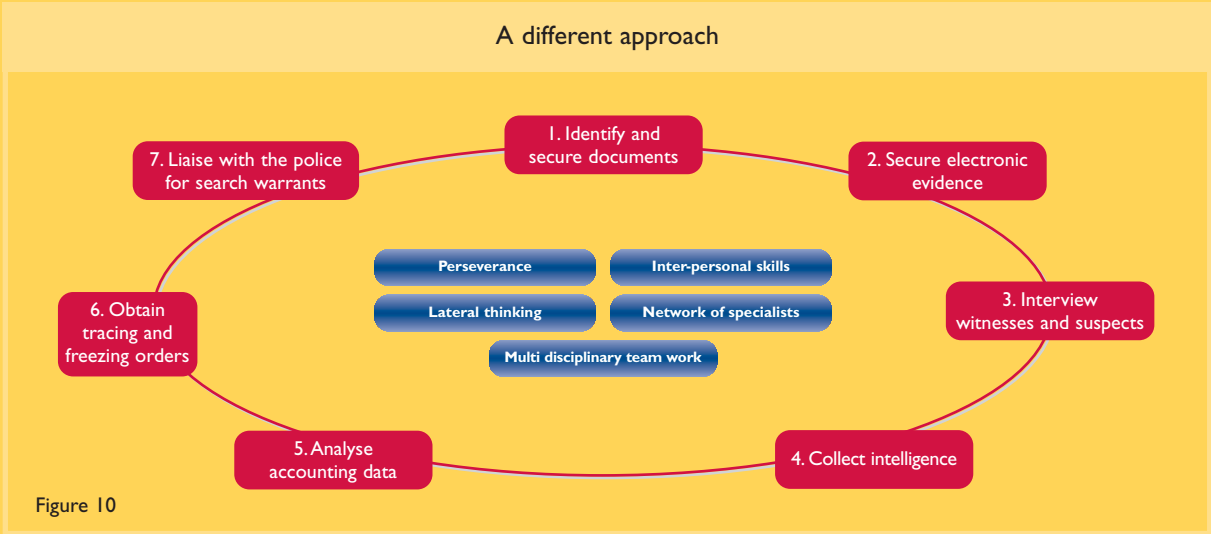 A different approach
1. Identify and
secure documents
2. Secure electronic
evidence
3. Interview
witnesses and suspects
4. Collect intelligence
5. Analyse
accounting data
6. Obtain
tracing and
freezing orders
7. Liaise with the police
for search warrants
Perseverance
Inter-personal skills
Lateral thinking
Network of specialists
Multi disciplinary team work
Figure 10